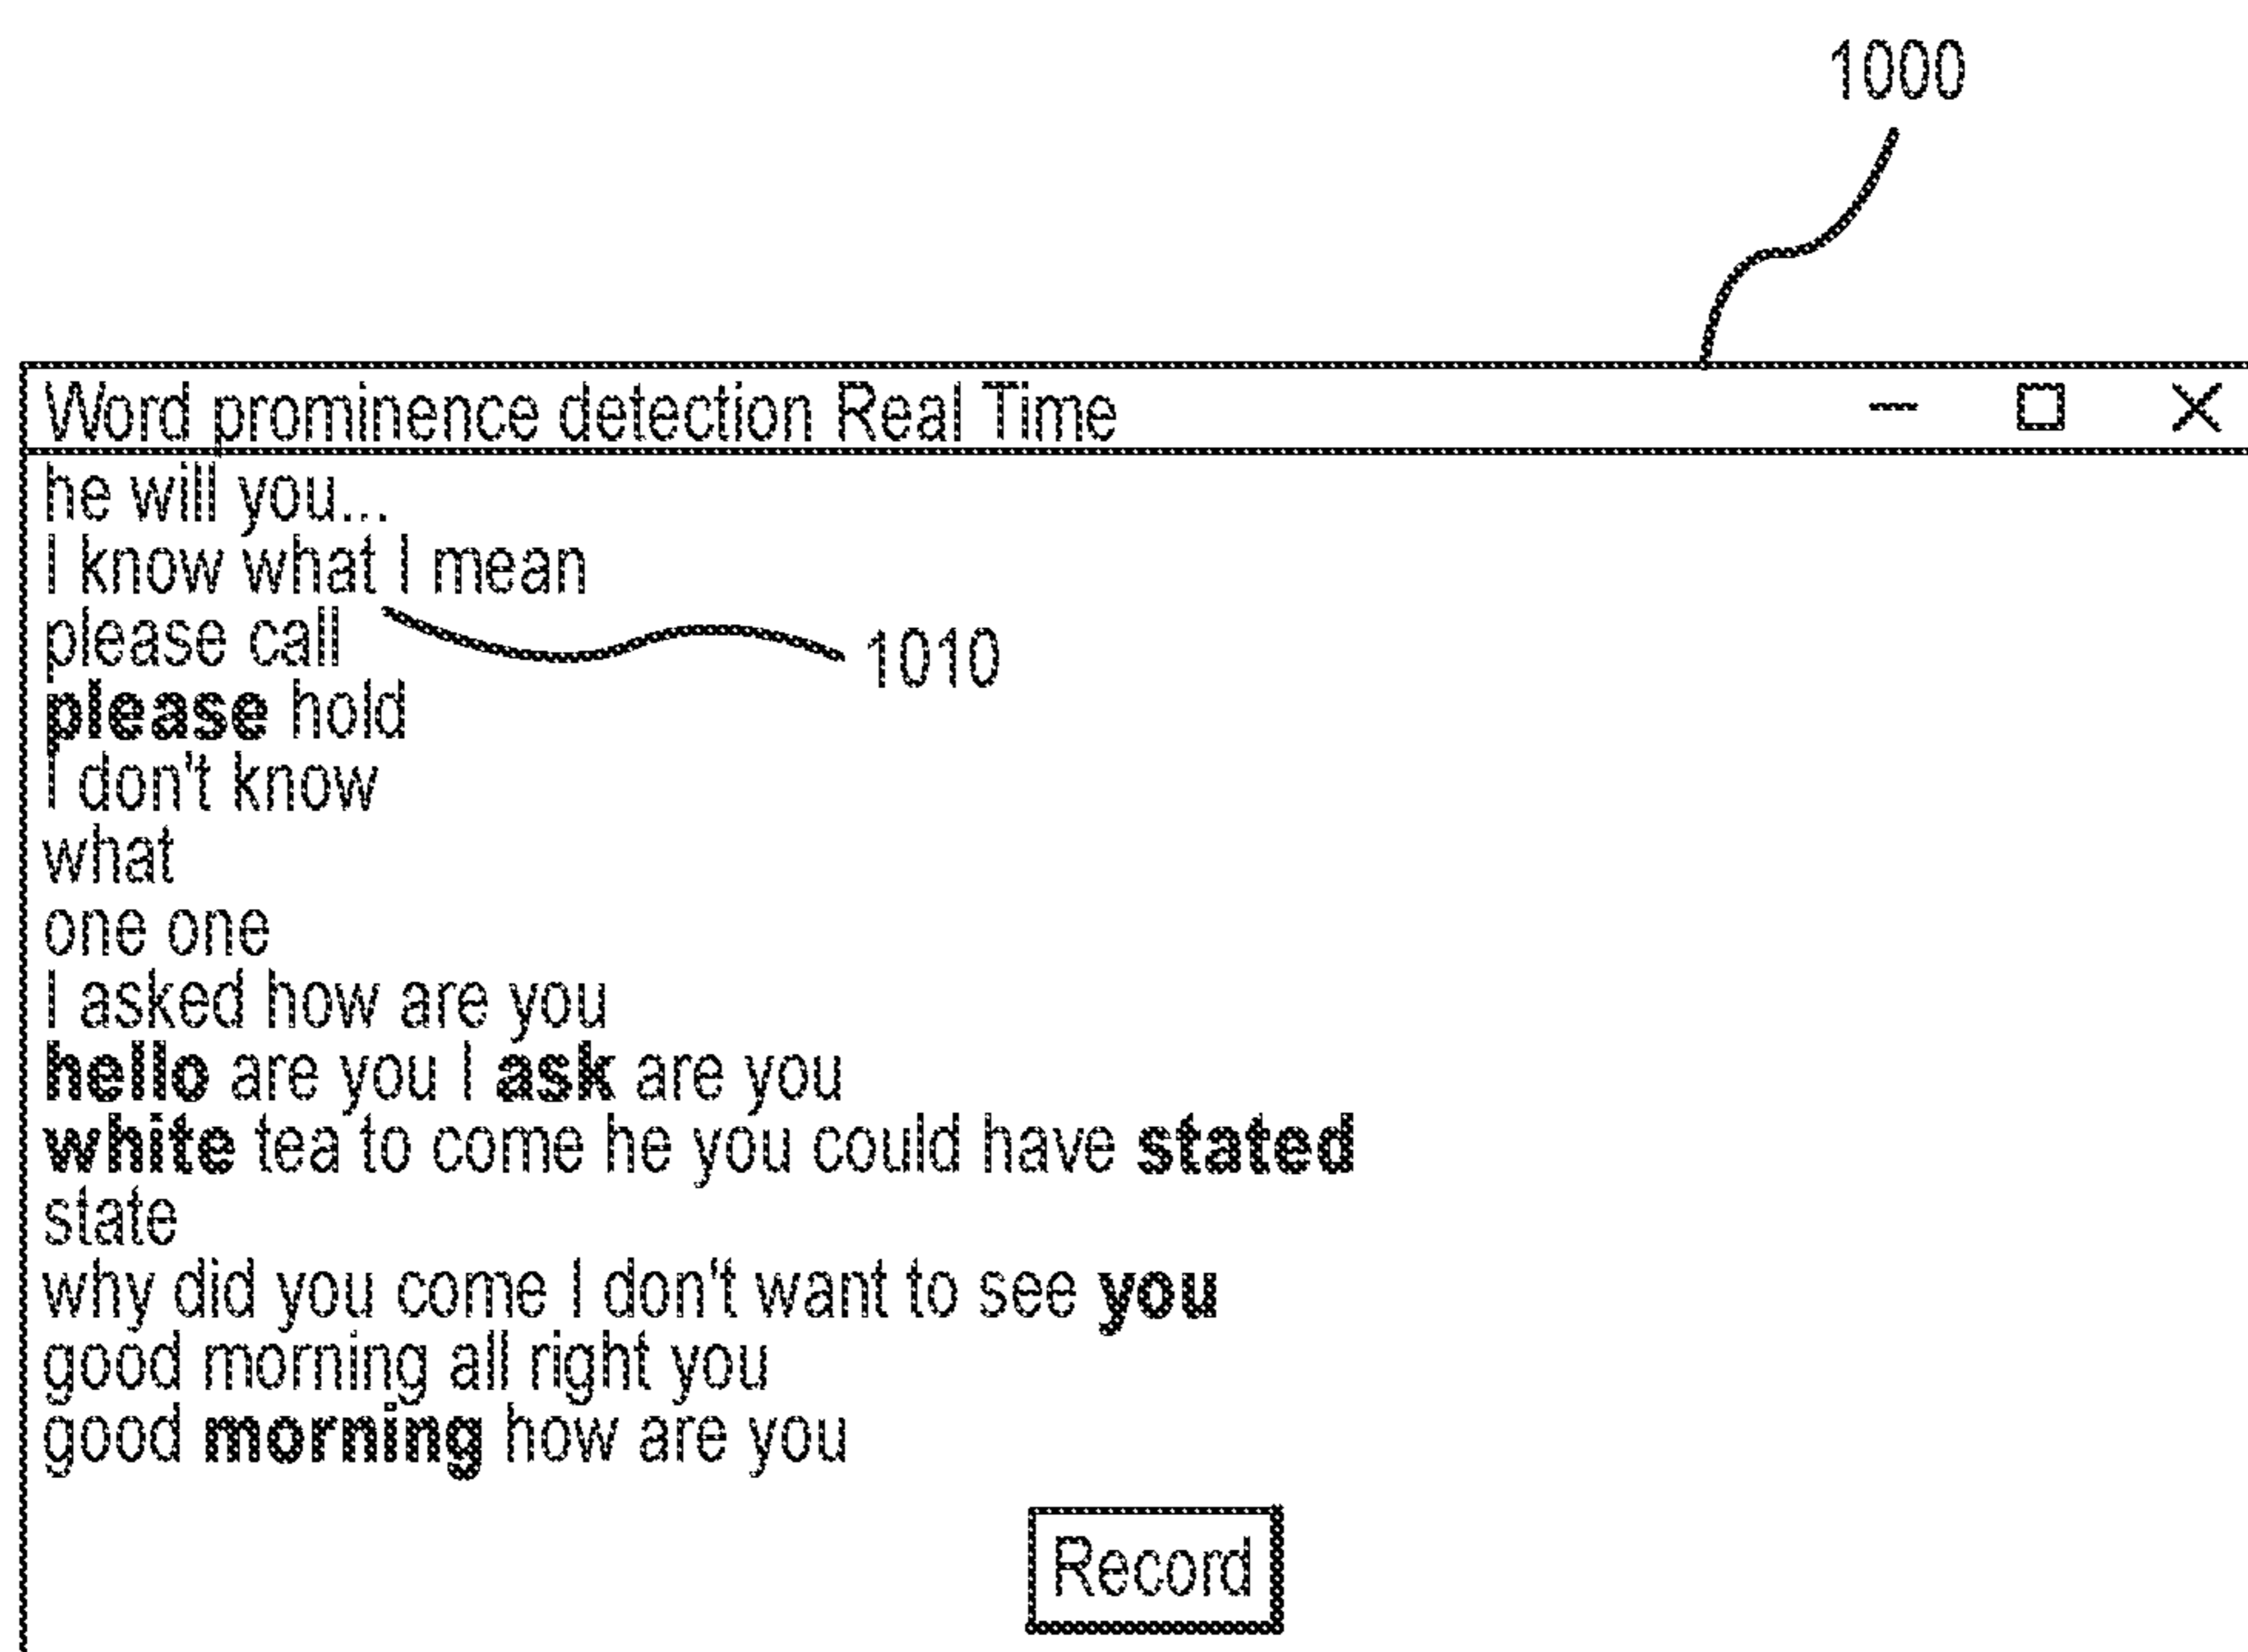 1000
Word prominence detection Real Time
he will you...
I know what I mean
please call
1010
please hold
I don't know
what
one one
I asked how are you
hello are you I ask are you
white tea to come he you could have stated
state
why did you come I don't want to see you
good morning all right you
good morning how are you
Record